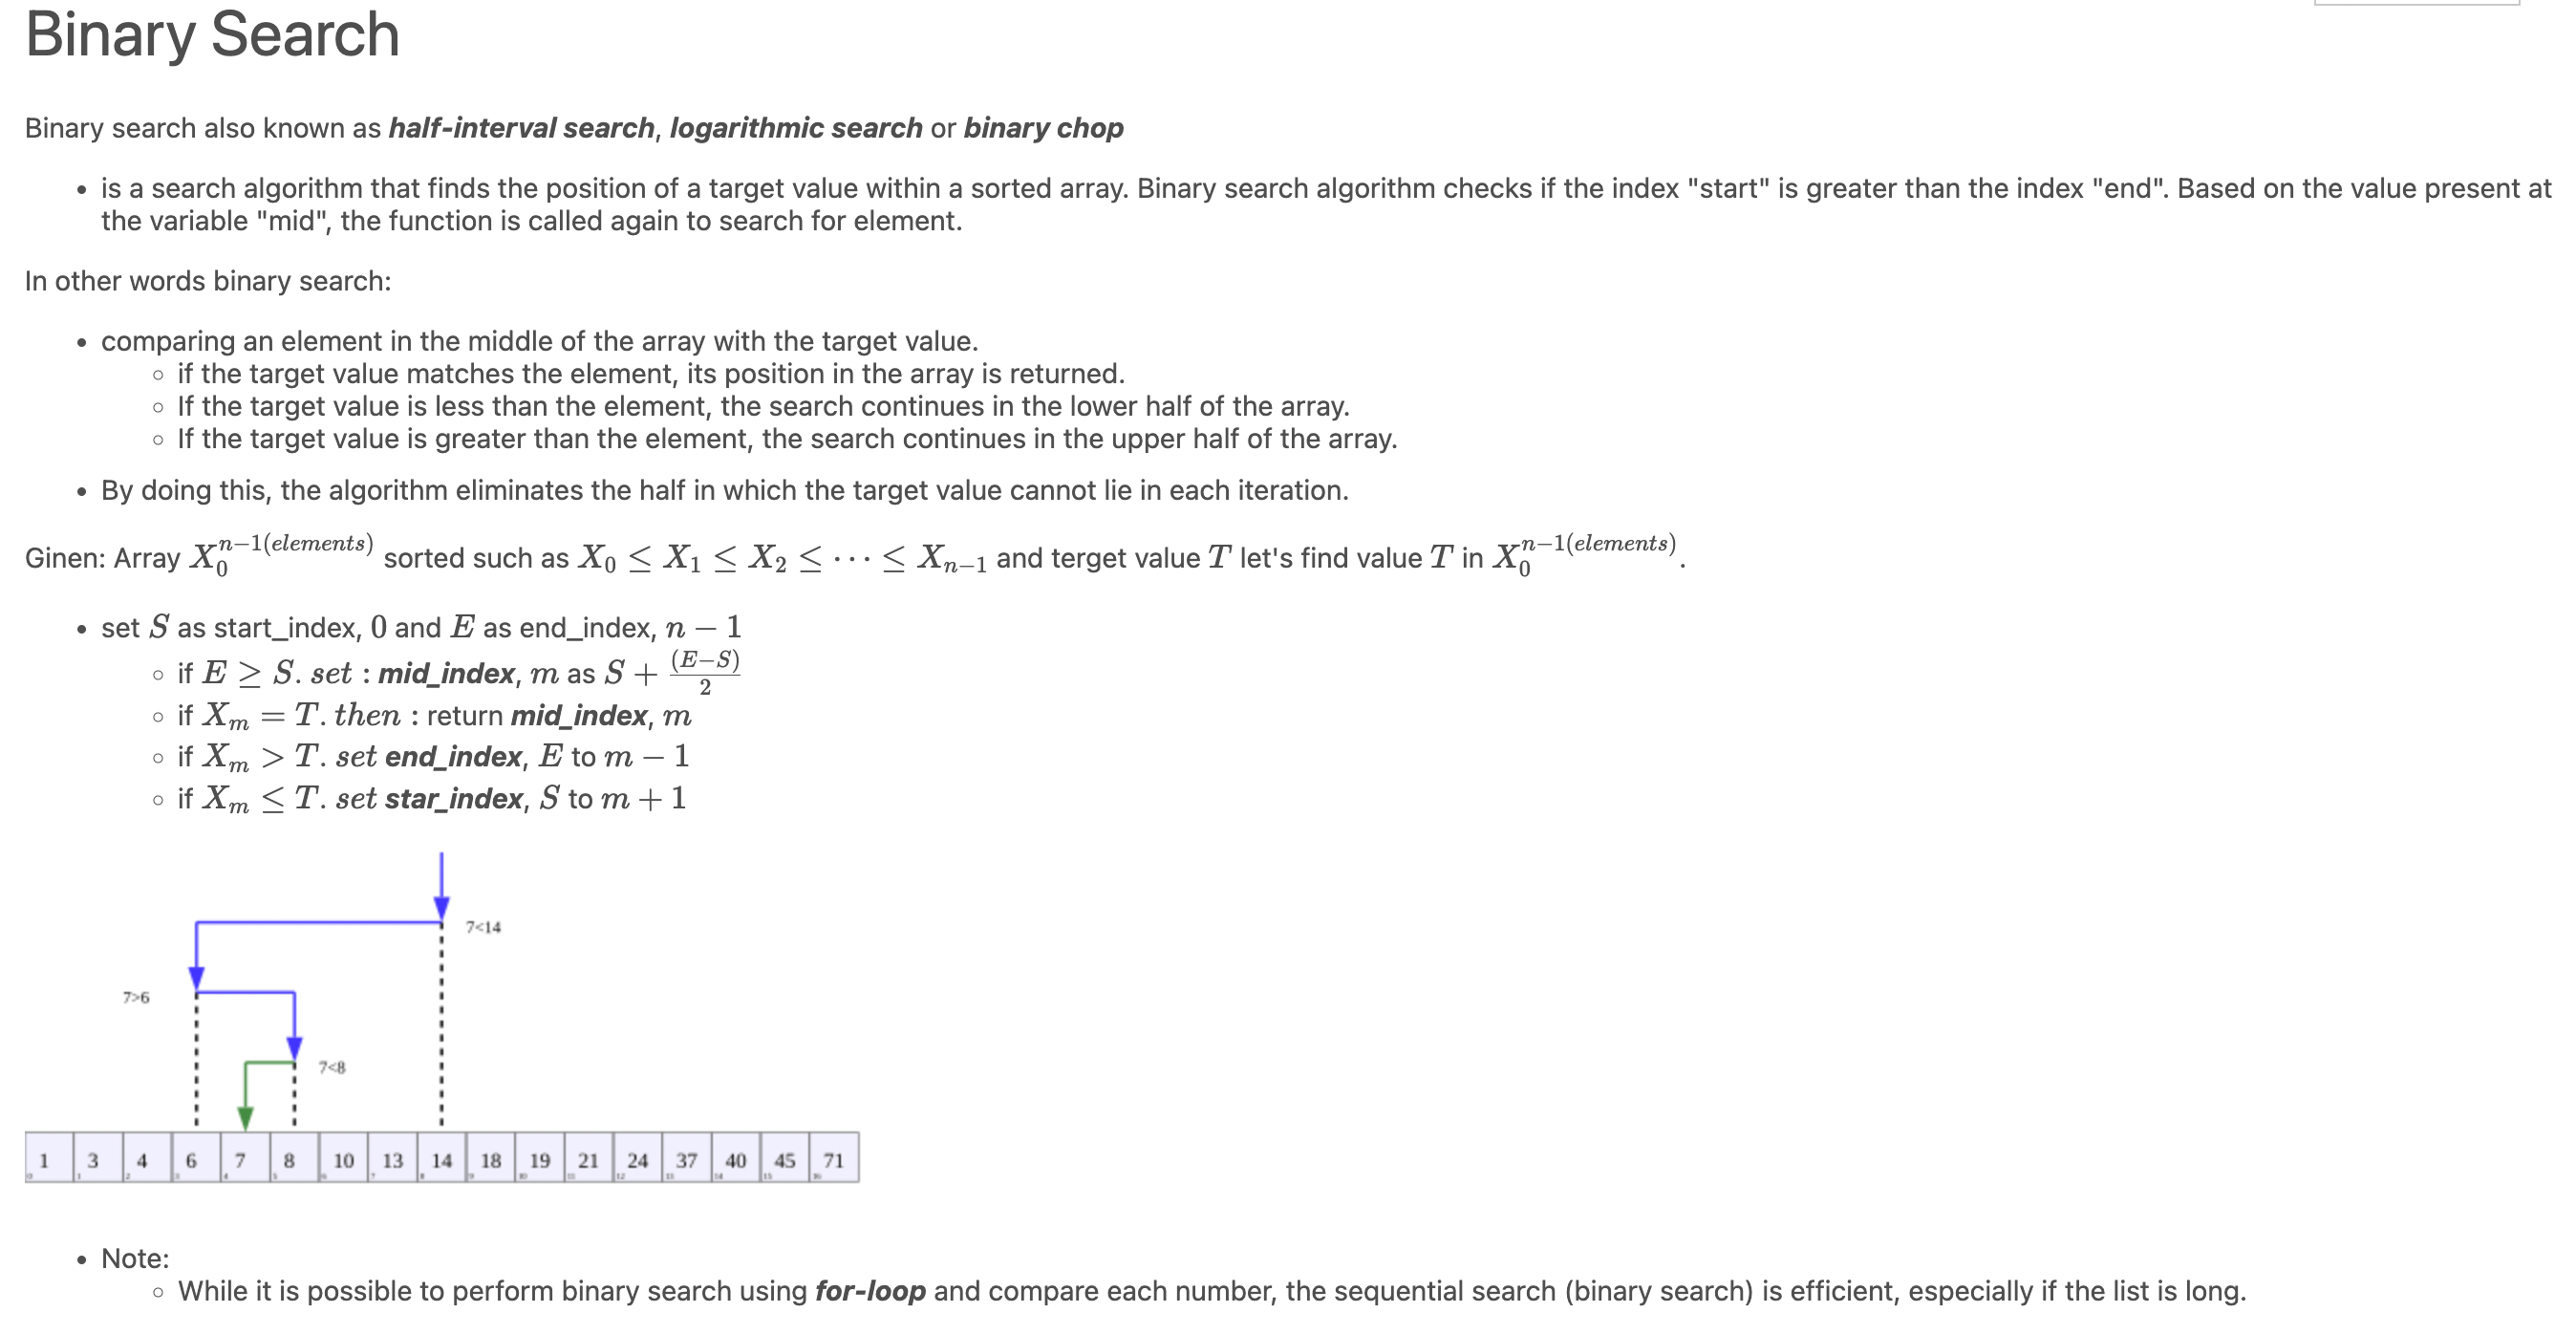 Binary Search
Binary search also known as half-interval search, logarithmic search or binary chop
• is a search algorithm that finds the position of a target value within a sorted array. Binary search algorithm checks if the index "start" is greater than the index "end". Based on the value present at
the variable "mid", the function is called again to search for element.
In other words binary search:
• comparing an element in the middle of the array with the target value.
◦ if the target value matches the element, its position in the array is returned.
◦ If the target value is less than the element, the search continues in the lower half of the array.
◦ If the target value is greater than the element, the search continues in the upper half of the array.
• By doing this, the algorithm eliminates the half in which the target value cannot lie in each iteration.
Ginen: Array $X_0^{n-1(elements)}$ sorted such as $X_0 \leq X_1 \leq X_2 \leq \cdots \leq X_{n-1}$ and terget value $T$ let's find value $T$ in $X_0^{n-1(elements)}$.
• set $S$ as start_index, $0$ and $E$ as end_index, $n-1$
◦ if $E \geq S. set :$ mid_index, $m$ as $S + \frac{(E-S)}{2}$
◦ if $X_m = T. then :$ return mid_index, $m$
◦ if $X_m > T. set$ end_index, $E$ to $m-1$
◦ if $X_m \leq T. set$ star_index, $S$ to $m+1$
7<14
7>6
7<8
1 3 4 6 7 8 10 13 14 18 19 21 24 37 40 45 71
0 1 2 3 4 5 6 7 8 9 10 11 12 13 14 15 16
• Note:
◦ While it is possible to perform binary search using for-loop and compare each number, the sequential search (binary search) is efficient, especially if the list is long.